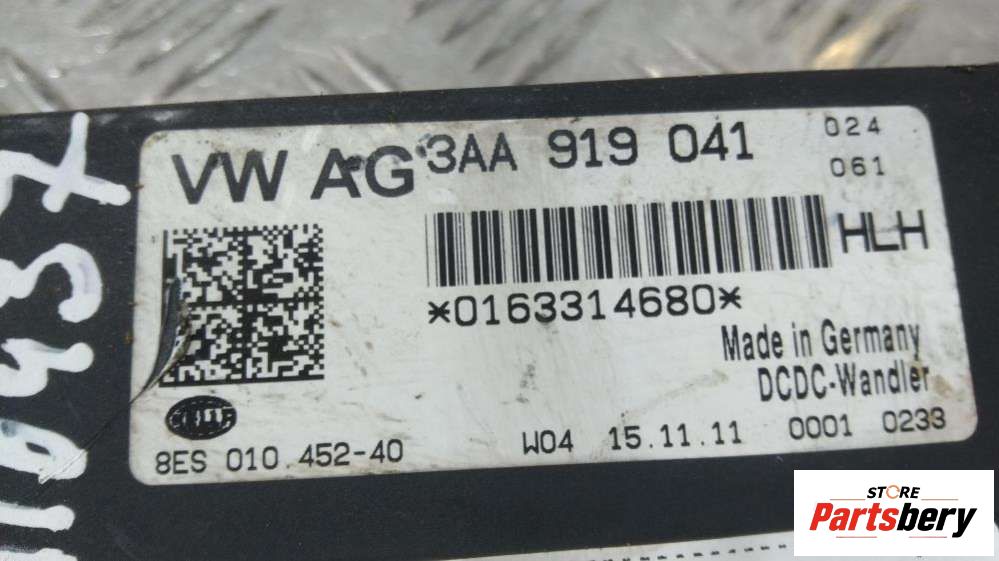 VW AG 3AA 919 041
024
061
HLH
*0163314680*
Made in Germany
DCDC-Wandler
HELLA
8ES 010.452-40
W04 15.11.11 0001 0233
STORE
Partsbery